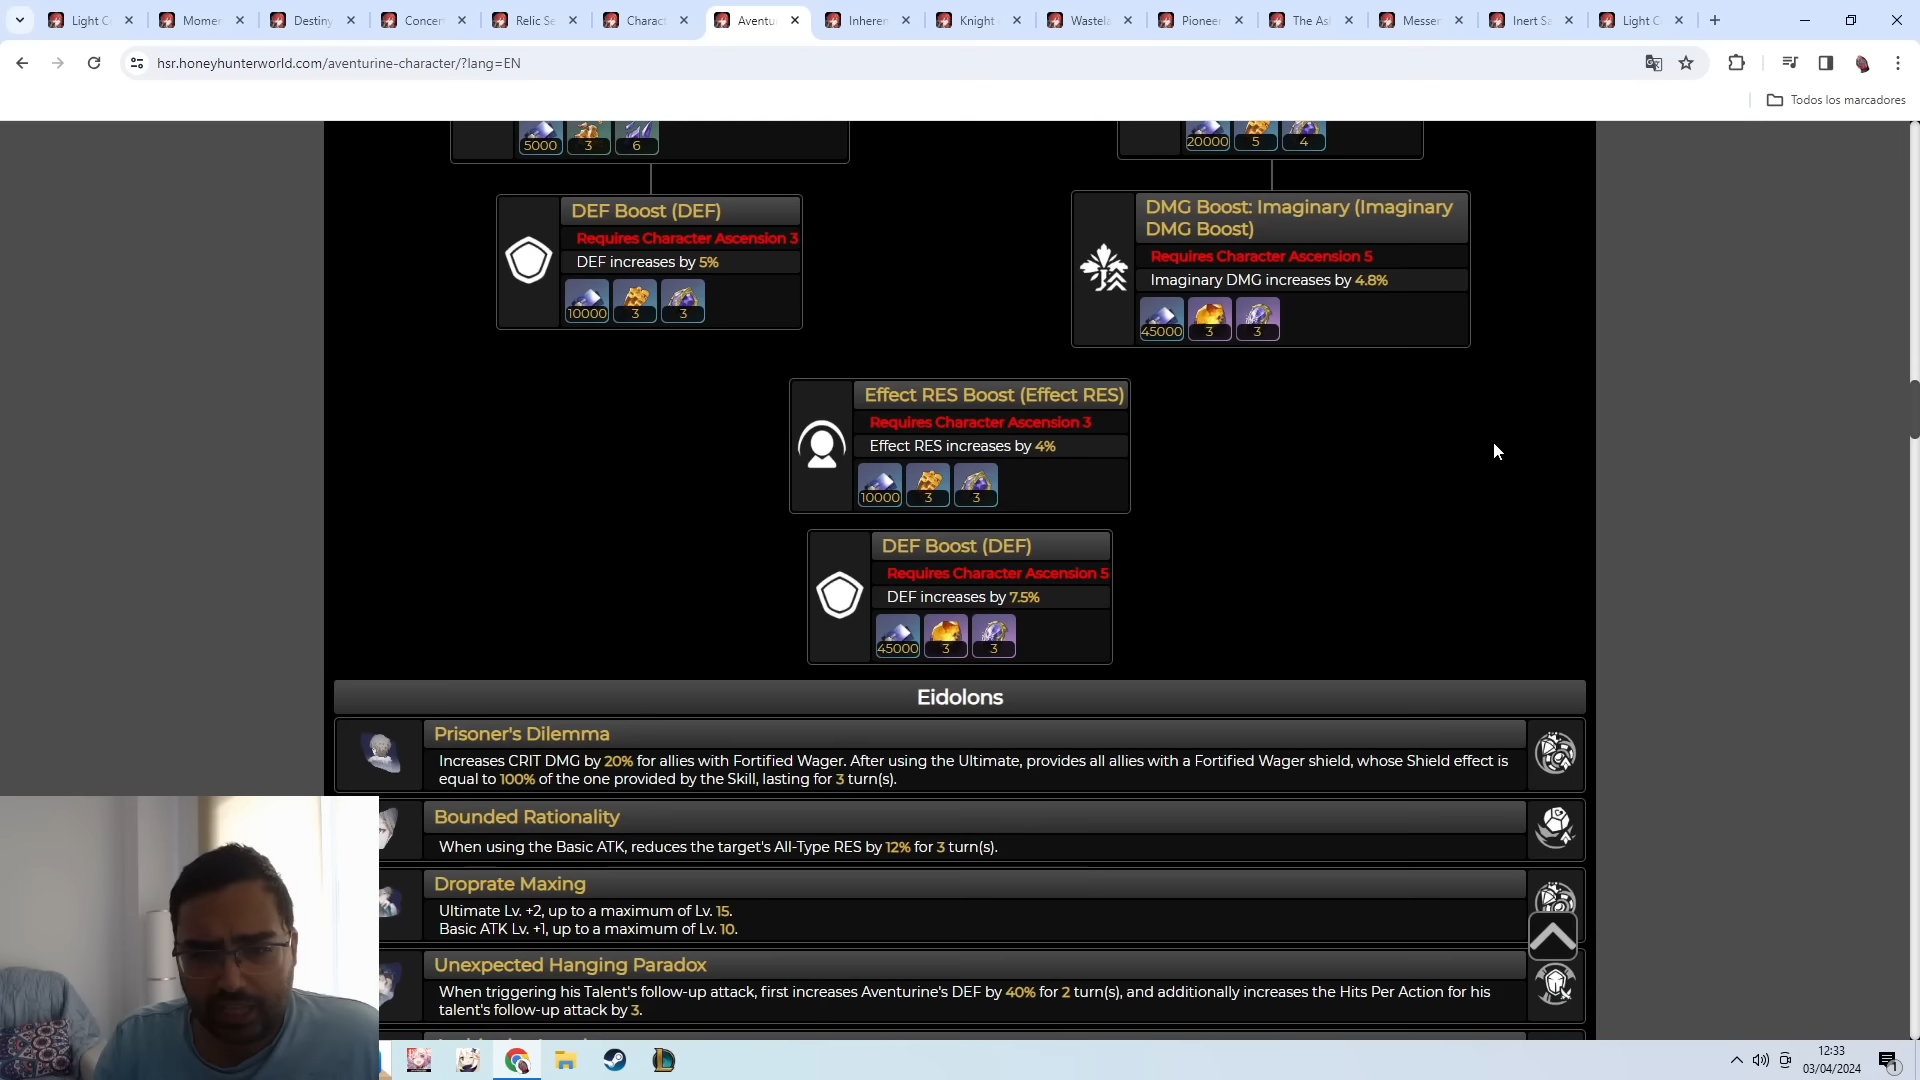 Light C
Momen
Destiny
Concer
Relic Se
Charact
Aventu
Inheren
Knight
Wastela
Pioneer
The As
Messen
Inert Sa
Light C
hsr.honeyhunterworld.com/aventurine-character/?lang=EN
Todos los marcadores
5000 3 6
20000 5 4
DEF Boost (DEF)
Requires Character Ascension 3
DEF increases by 5%
10000 3 3
DMG Boost: Imaginary (Imaginary
DMG Boost)
Requires Character Ascension 5
Imaginary DMG increases by 4.8%
45000 3 3
Effect RES Boost (Effect RES)
Requires Character Ascension 3
Effect RES increases by 4%
10000 3 3
DEF Boost (DEF)
Requires Character Ascension 5
DEF increases by 7.5%
45000 3 3
Eidolons
Prisoner's Dilemma
Increases CRIT DMG by 20% for allies with Fortified Wager. After using the Ultimate, provides all allies with a Fortified Wager shield, whose Shield effect is
equal to 100% of the one provided by the Skill, lasting for 3 turn(s).
Bounded Rationality
When using the Basic ATK, reduces the target's All-Type RES by 12% for 3 turn(s).
Droprate Maxing
Ultimate Lv. +2, up to a maximum of Lv. 15.
Basic ATK Lv. +1, up to a maximum of Lv. 10.
Unexpected Hanging Paradox
When triggering his Talent's follow-up attack, first increases Aventurine's DEF by 40% for 2 turn(s), and additionally increases the Hits Per Action for his
talent's follow-up attack by 3.
12:33
03/04/2024
1